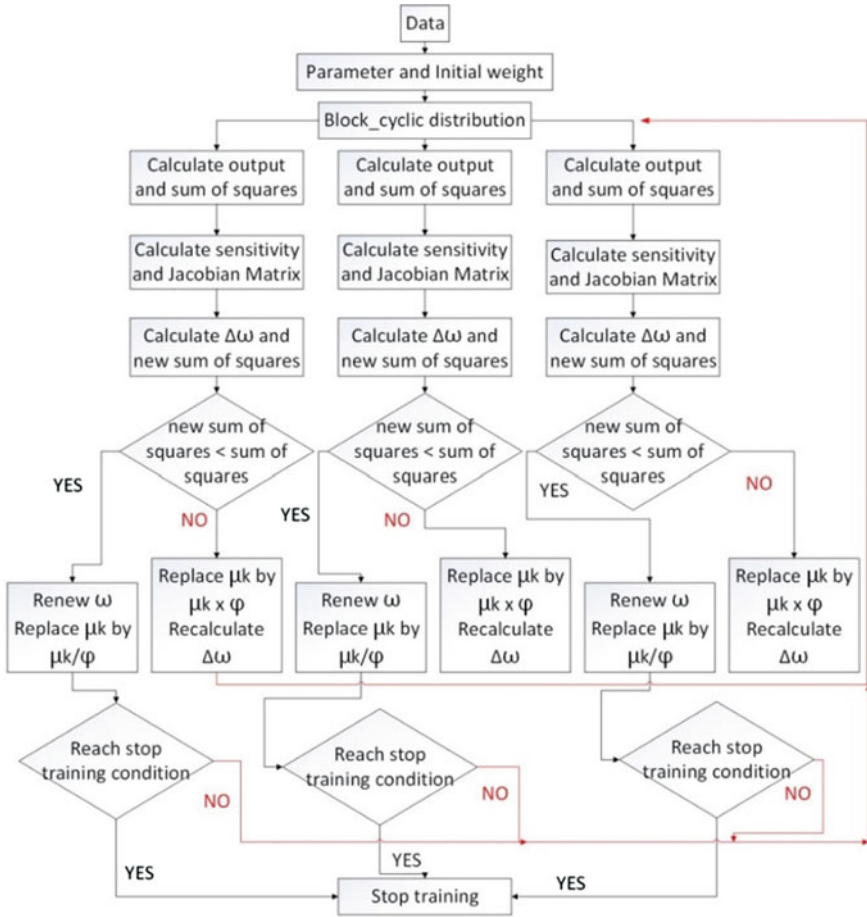 Data
Parameter and Initial weight
Block_cyclic distribution
Calculate output
and sum of squares
Calculate output
and sum of squares
Calculate output
and sum of squares
Calculate sensitivity
and Jacobian Matrix
Calculate sensitivity
and Jacobian Matrix
Calculate sensitivity
and Jacobian Matrix
Calculate Δω and
new sum of squares
Calculate Δω and
new sum of squares
Calculate Δω and
new sum of squares
new sum of
squares < sum of
squares
new sum of
squares < sum of
squares
new sum of
squares < sum of
squares
YES
NO
YES
NO
YES
NO
Renew ω
Replace μk by
μk/φ
Replace μk by
μk x φ
Recalculate
Δω
Renew ω
Replace μk by
μk/φ
Replace μk by
μk x φ
Recalculate
Δω
Renew ω
Replace μk by
μk/φ
Replace μk by
μk x φ
Recalculate
Δω
Reach stop
training condition
Reach stop
training condition
Reach stop
training condition
NO
NO
NO
YES
YES
YES
Stop training